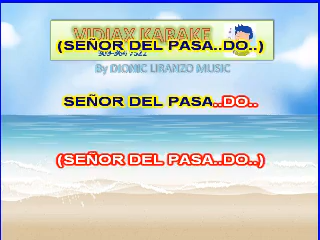 VIDIAX KARAKE
(SEÑOR DEL PASA..DO..)
By DIONIC LIRANZO MUSIC
SEÑOR DEL PASA..DO..
(SEÑOR DEL PASA..DO..)